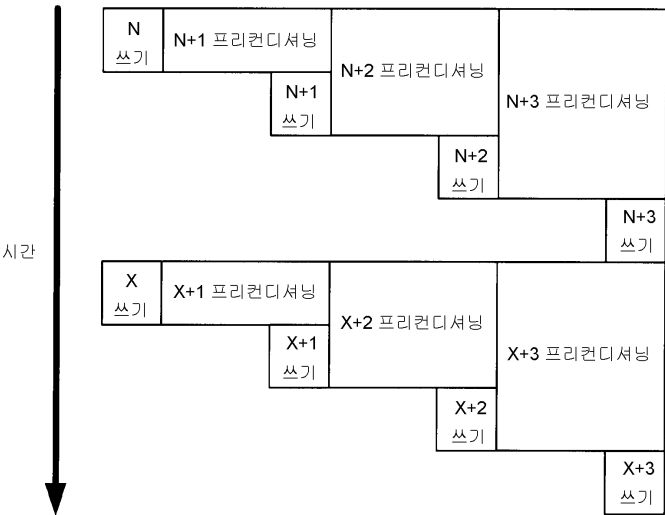 N
쓰기
N+1 프리컨디셔닝
N+2 프리컨디셔닝
N+3 프리컨디셔닝
N+1
쓰기
N+2
쓰기
N+3
쓰기
시간
X
쓰기
X+1 프리컨디셔닝
X+2 프리컨디셔닝
X+3 프리컨디셔닝
X+1
쓰기
X+2
쓰기
X+3
쓰기